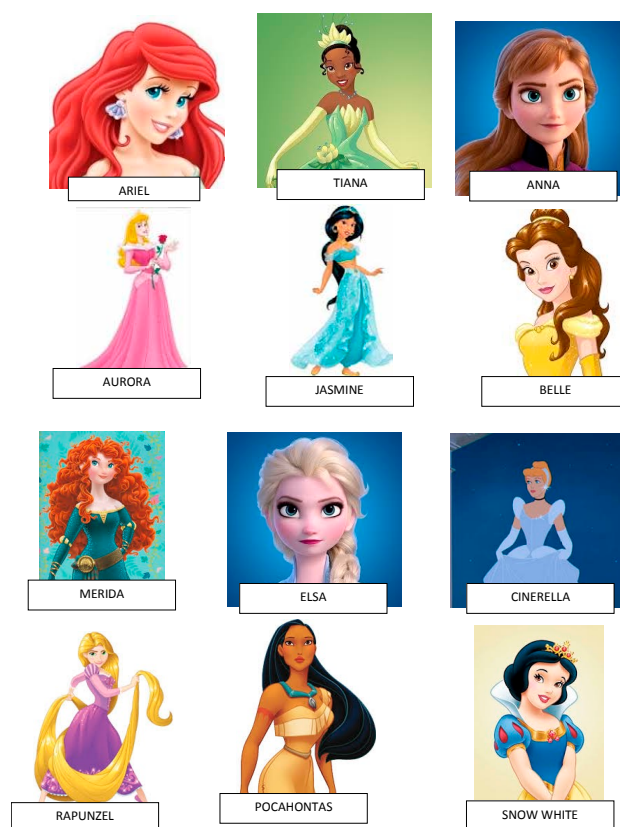 ARIEL
TIANA
ANNA
AURORA
JASMINE
BELLE
MERIDA
ELSA
CINERELLA
RAPUNZEL
POCAHONTAS
SNOW WHITE